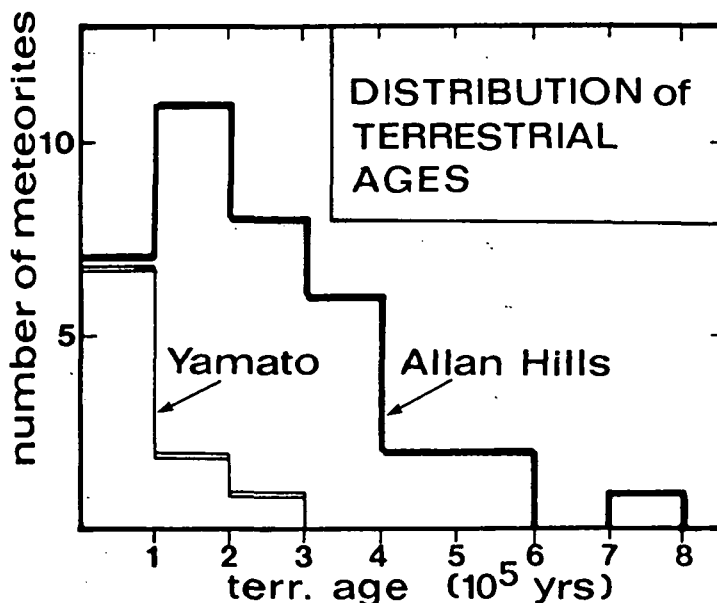 DISTRIBUTION of
TERRESTRIAL
AGES
number of meteorites
10
5
Yamato
Allan Hills
1 2 3 4 5 6 7 8
terr. age (10⁵ yrs)